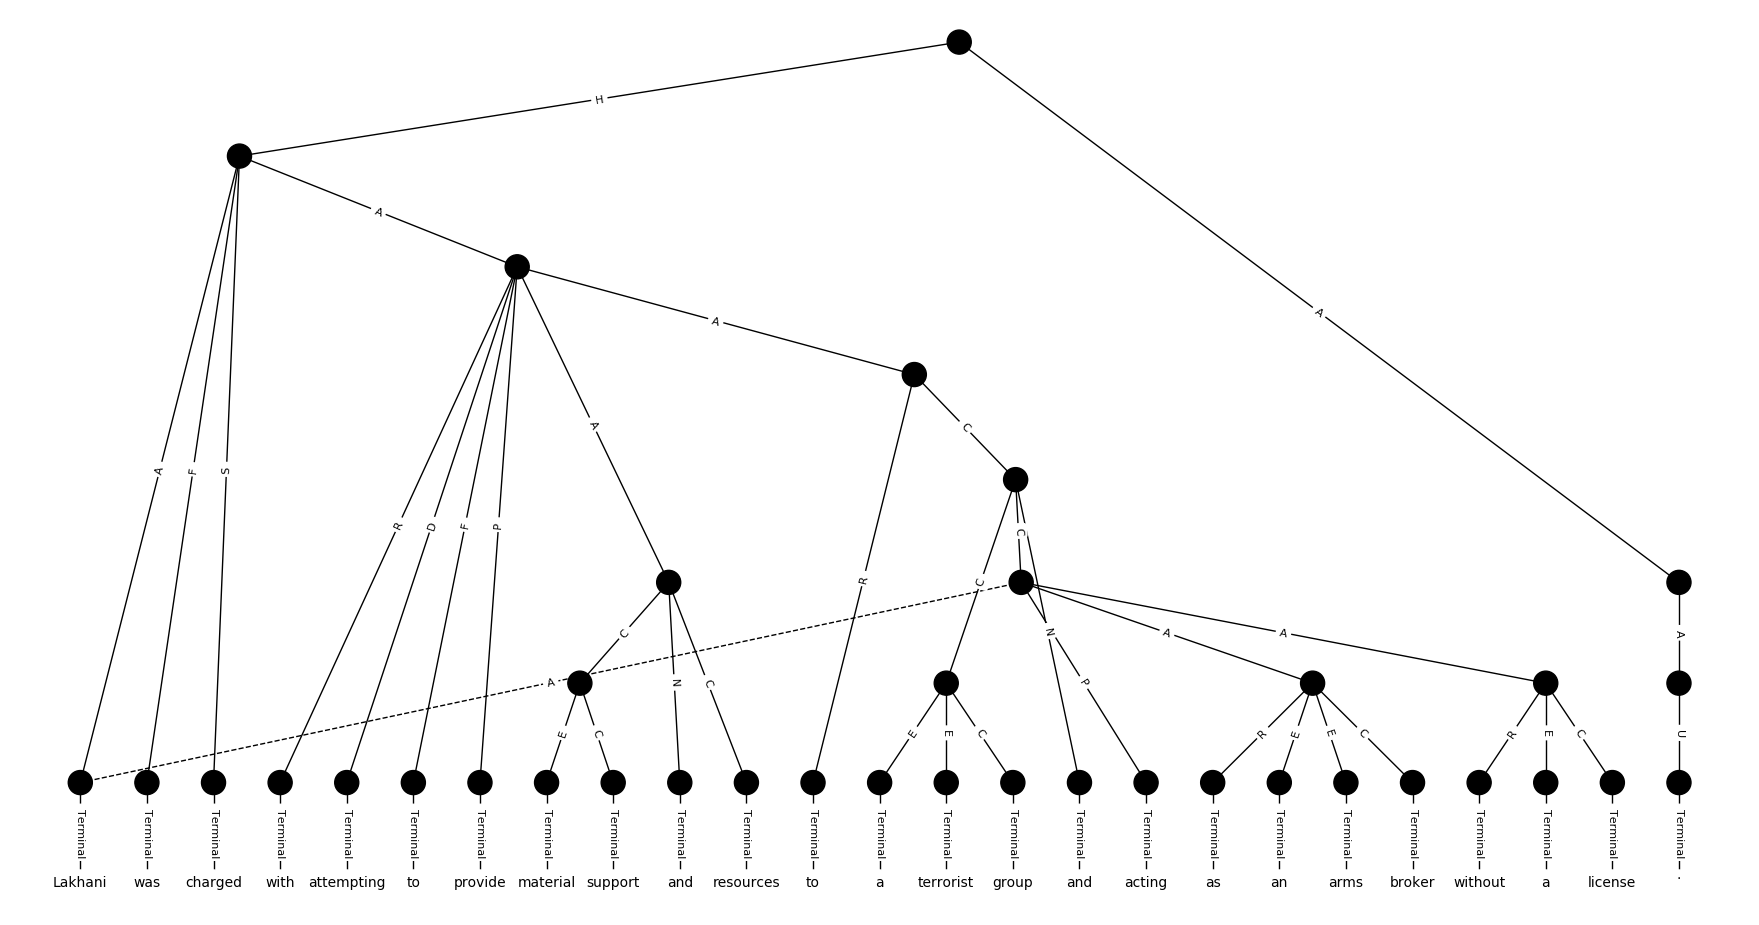 H
A
A
A
C
A
A F S
R D F P
C
C
R
C
N
A A
A
A
N C
P
E C
E E C
R E E C
R E C
U
Terminal Terminal Terminal Terminal Terminal Terminal Terminal Terminal Terminal Terminal Terminal Terminal Terminal Terminal Terminal Terminal Terminal Terminal Terminal Terminal Terminal Terminal Terminal Terminal Terminal
Lakhani was charged with attempting to provide material support and resources to a terrorist group and acting as an arms broker without a license .